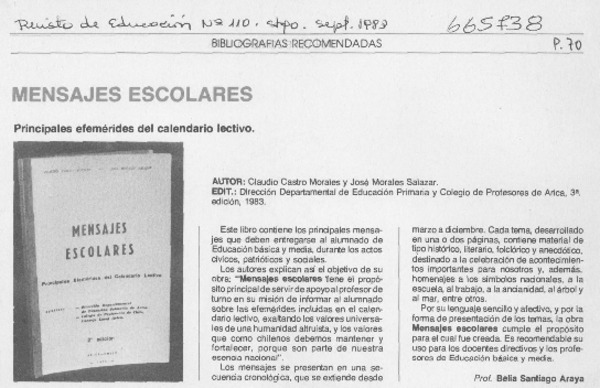 Revista de Educación Nº 110. Stgo. Sept. 1983
665738
BIBLIOGRAFIAS RECOMENDADAS
P. 70
MENSAJES ESCOLARES
Principales efemérides del calendario lectivo.
MENSAJES
ESCOLARES
Principales Efemérides del Calendario Lectivo
AUTOR: Claudio Castro Morales y José Morales Salazar.
EDIT.: Dirección Departamental de Educación Primaria y Colegio de Profesores de Arica, 3ª.
edición, 1983.
Este libro contiene los principales mensa-
jes que deben entregarse al alumnado de
Educación básica y media, durante los actos
cívicos, patrióticos y sociales.
Los autores explican así el objetivo de su
obra: "Mensajes escolares tiene el propó-
sito principal de servir de apoyo al profesor de
turno en su misión de informar al alumnado
sobre las efemérides incluidas en el calen-
dario lectivo, exaltando los valores universa-
les de una humanidad altruista, y los valores
que como chilenos debemos mantener y
fortalecer, porque son parte de nuestra
esencia nacional".
Los mensajes se presentan en una se-
cuencia cronológica, que se extiende desde
marzo a diciembre. Cada tema, desarrollado
en una o dos páginas, contiene material de
tipo histórico, literario, folclórico y anecdótico,
destinado a la celebración de acontecimien-
tos importantes para nosotros y, además,
homenajes a los símbolos nacionales, a la
escuela, al trabajo, a la ancianidad, al árbol y
al mar, entre otros.
Por su lenguaje sencillo y afectivo, y por la
forma de presentación de los temas, la obra
Mensajes escolares cumple el propósito
para el cual fue creada. Es recomendable su
uso para los docentes directivos y los profe-
sores de Educación básica y media.
Prof. Belia Santiago Araya